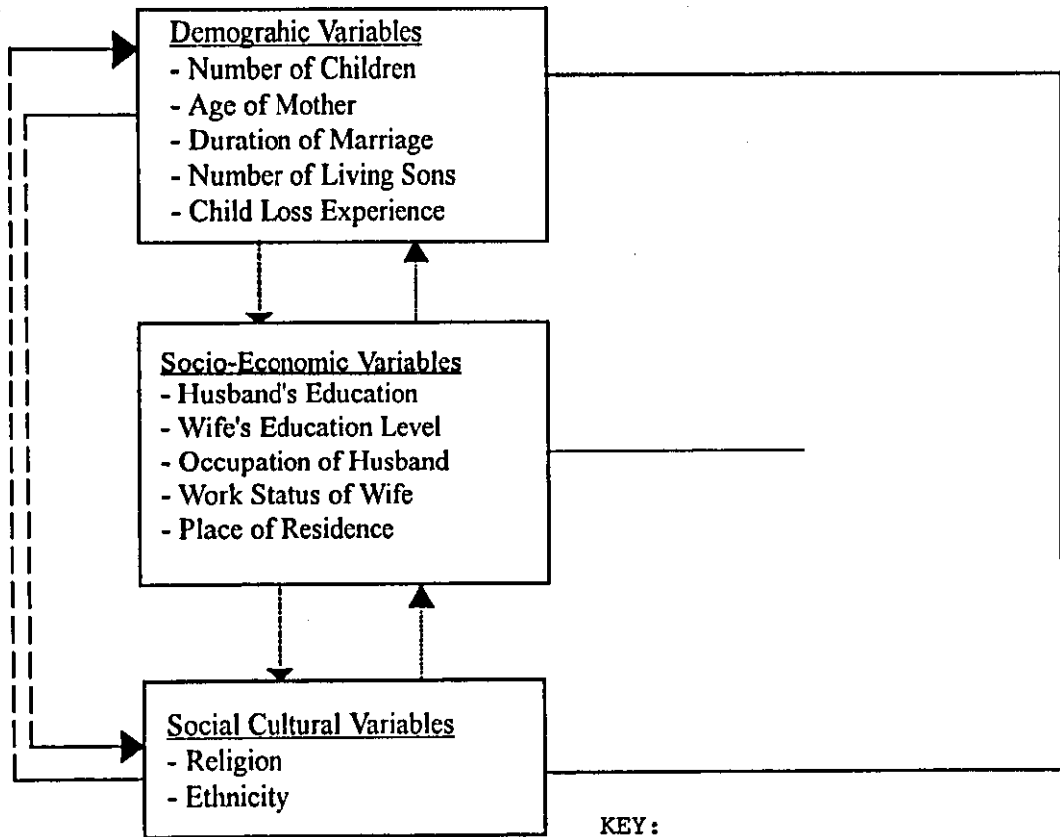 Demograhic Variables
- Number of Children
- Age of Mother
- Duration of Marriage
- Number of Living Sons
- Child Loss Experience
Socio-Economic Variables
- Husband's Education
- Wife's Education Level
- Occupation of Husband
- Work Status of Wife
- Place of Residence
Social Cultural Variables
- Religion
- Ethnicity
KEY: